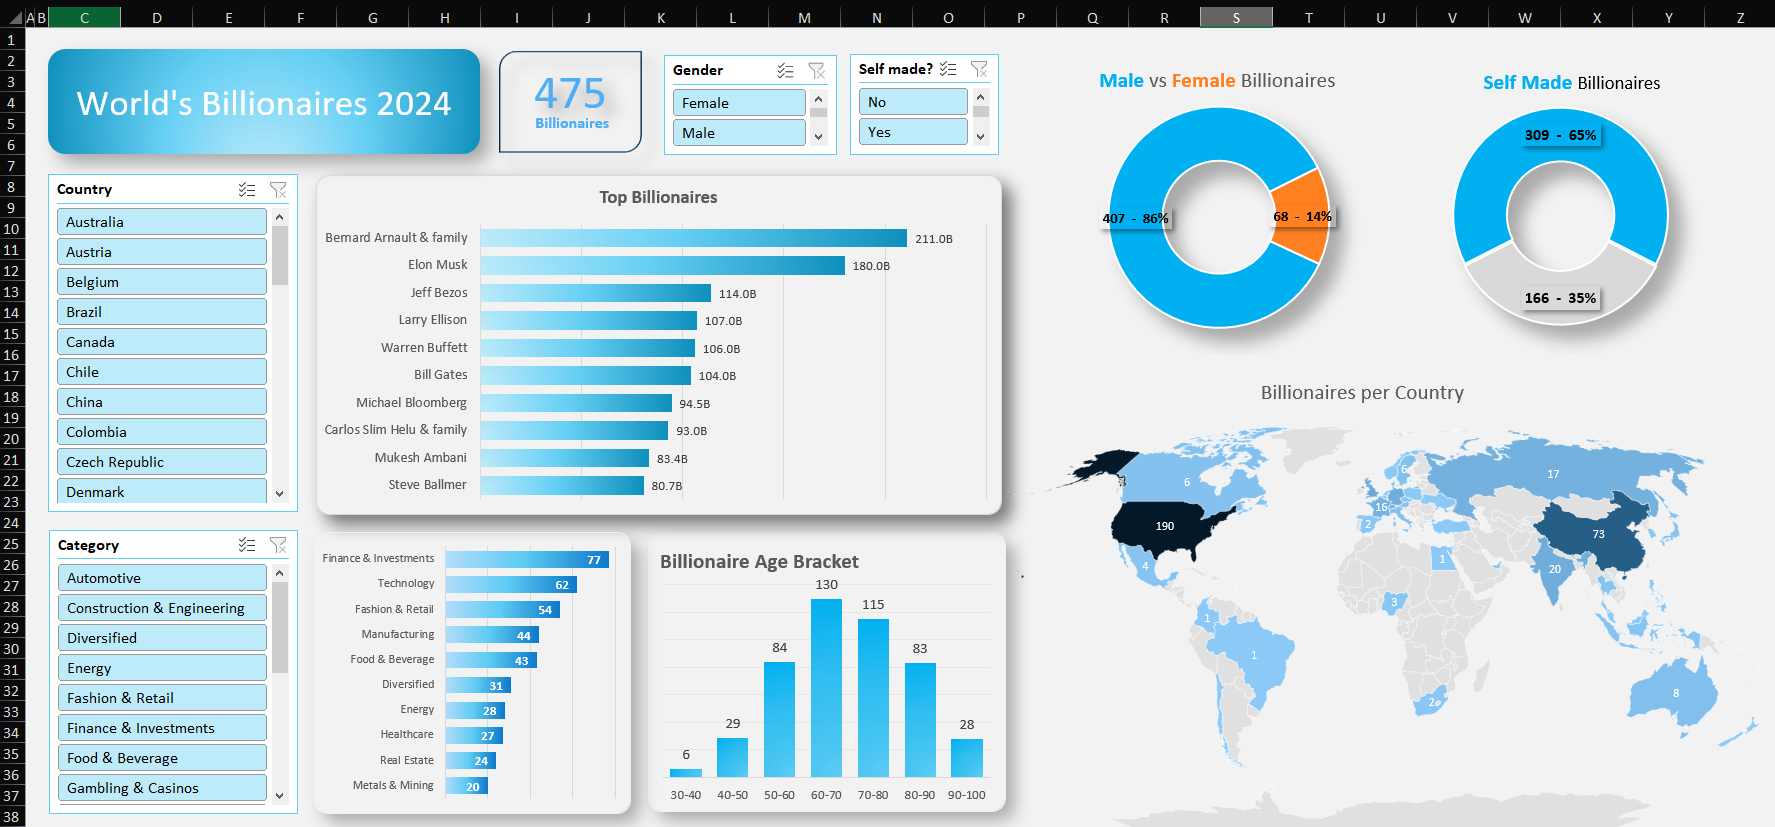 A B C D E F G H I J K L M N O P Q R S T U V W X Y Z
1
2
3
4
5
6
7
8
9
10
11
12
13
14
15
16
17
18
19
20
21
22
23
24
25
26
27
28
29
30
31
32
33
34
35
36
37
38
World's Billionaires 2024
475
Billionaires
Gender
Female
Male
Self made?
No
Yes
Male vs Female Billionaires
407 - 86%
68 - 14%
Self Made Billionaires
309 - 65%
166 - 35%
Country
Australia
Austria
Belgium
Brazil
Canada
Chile
China
Colombia
Czech Republic
Denmark
Top Billionaires
Bernard Arnault & family 211.0B
Elon Musk 180.0B
Jeff Bezos 114.0B
Larry Ellison 107.0B
Warren Buffett 106.0B
Bill Gates 104.0B
Michael Bloomberg 94.5B
Carlos Slim Helu & family 93.0B
Mukesh Ambani 83.4B
Steve Ballmer 80.7B
Billionaires per Country
6
6
17
16
190
2
73
4
1
20
3
1
1
8
2
Category
Automotive
Construction & Engineering
Diversified
Energy
Fashion & Retail
Finance & Investments
Food & Beverage
Gambling & Casinos
Finance & Investments 77
Technology 62
Fashion & Retail 54
Manufacturing 44
Food & Beverage 43
Diversified 31
Energy 28
Healthcare 27
Real Estate 24
Metals & Mining 20
Billionaire Age Bracket
6 29 84 130 115 83 28
30-40 40-50 50-60 60-70 70-80 80-90 90-100